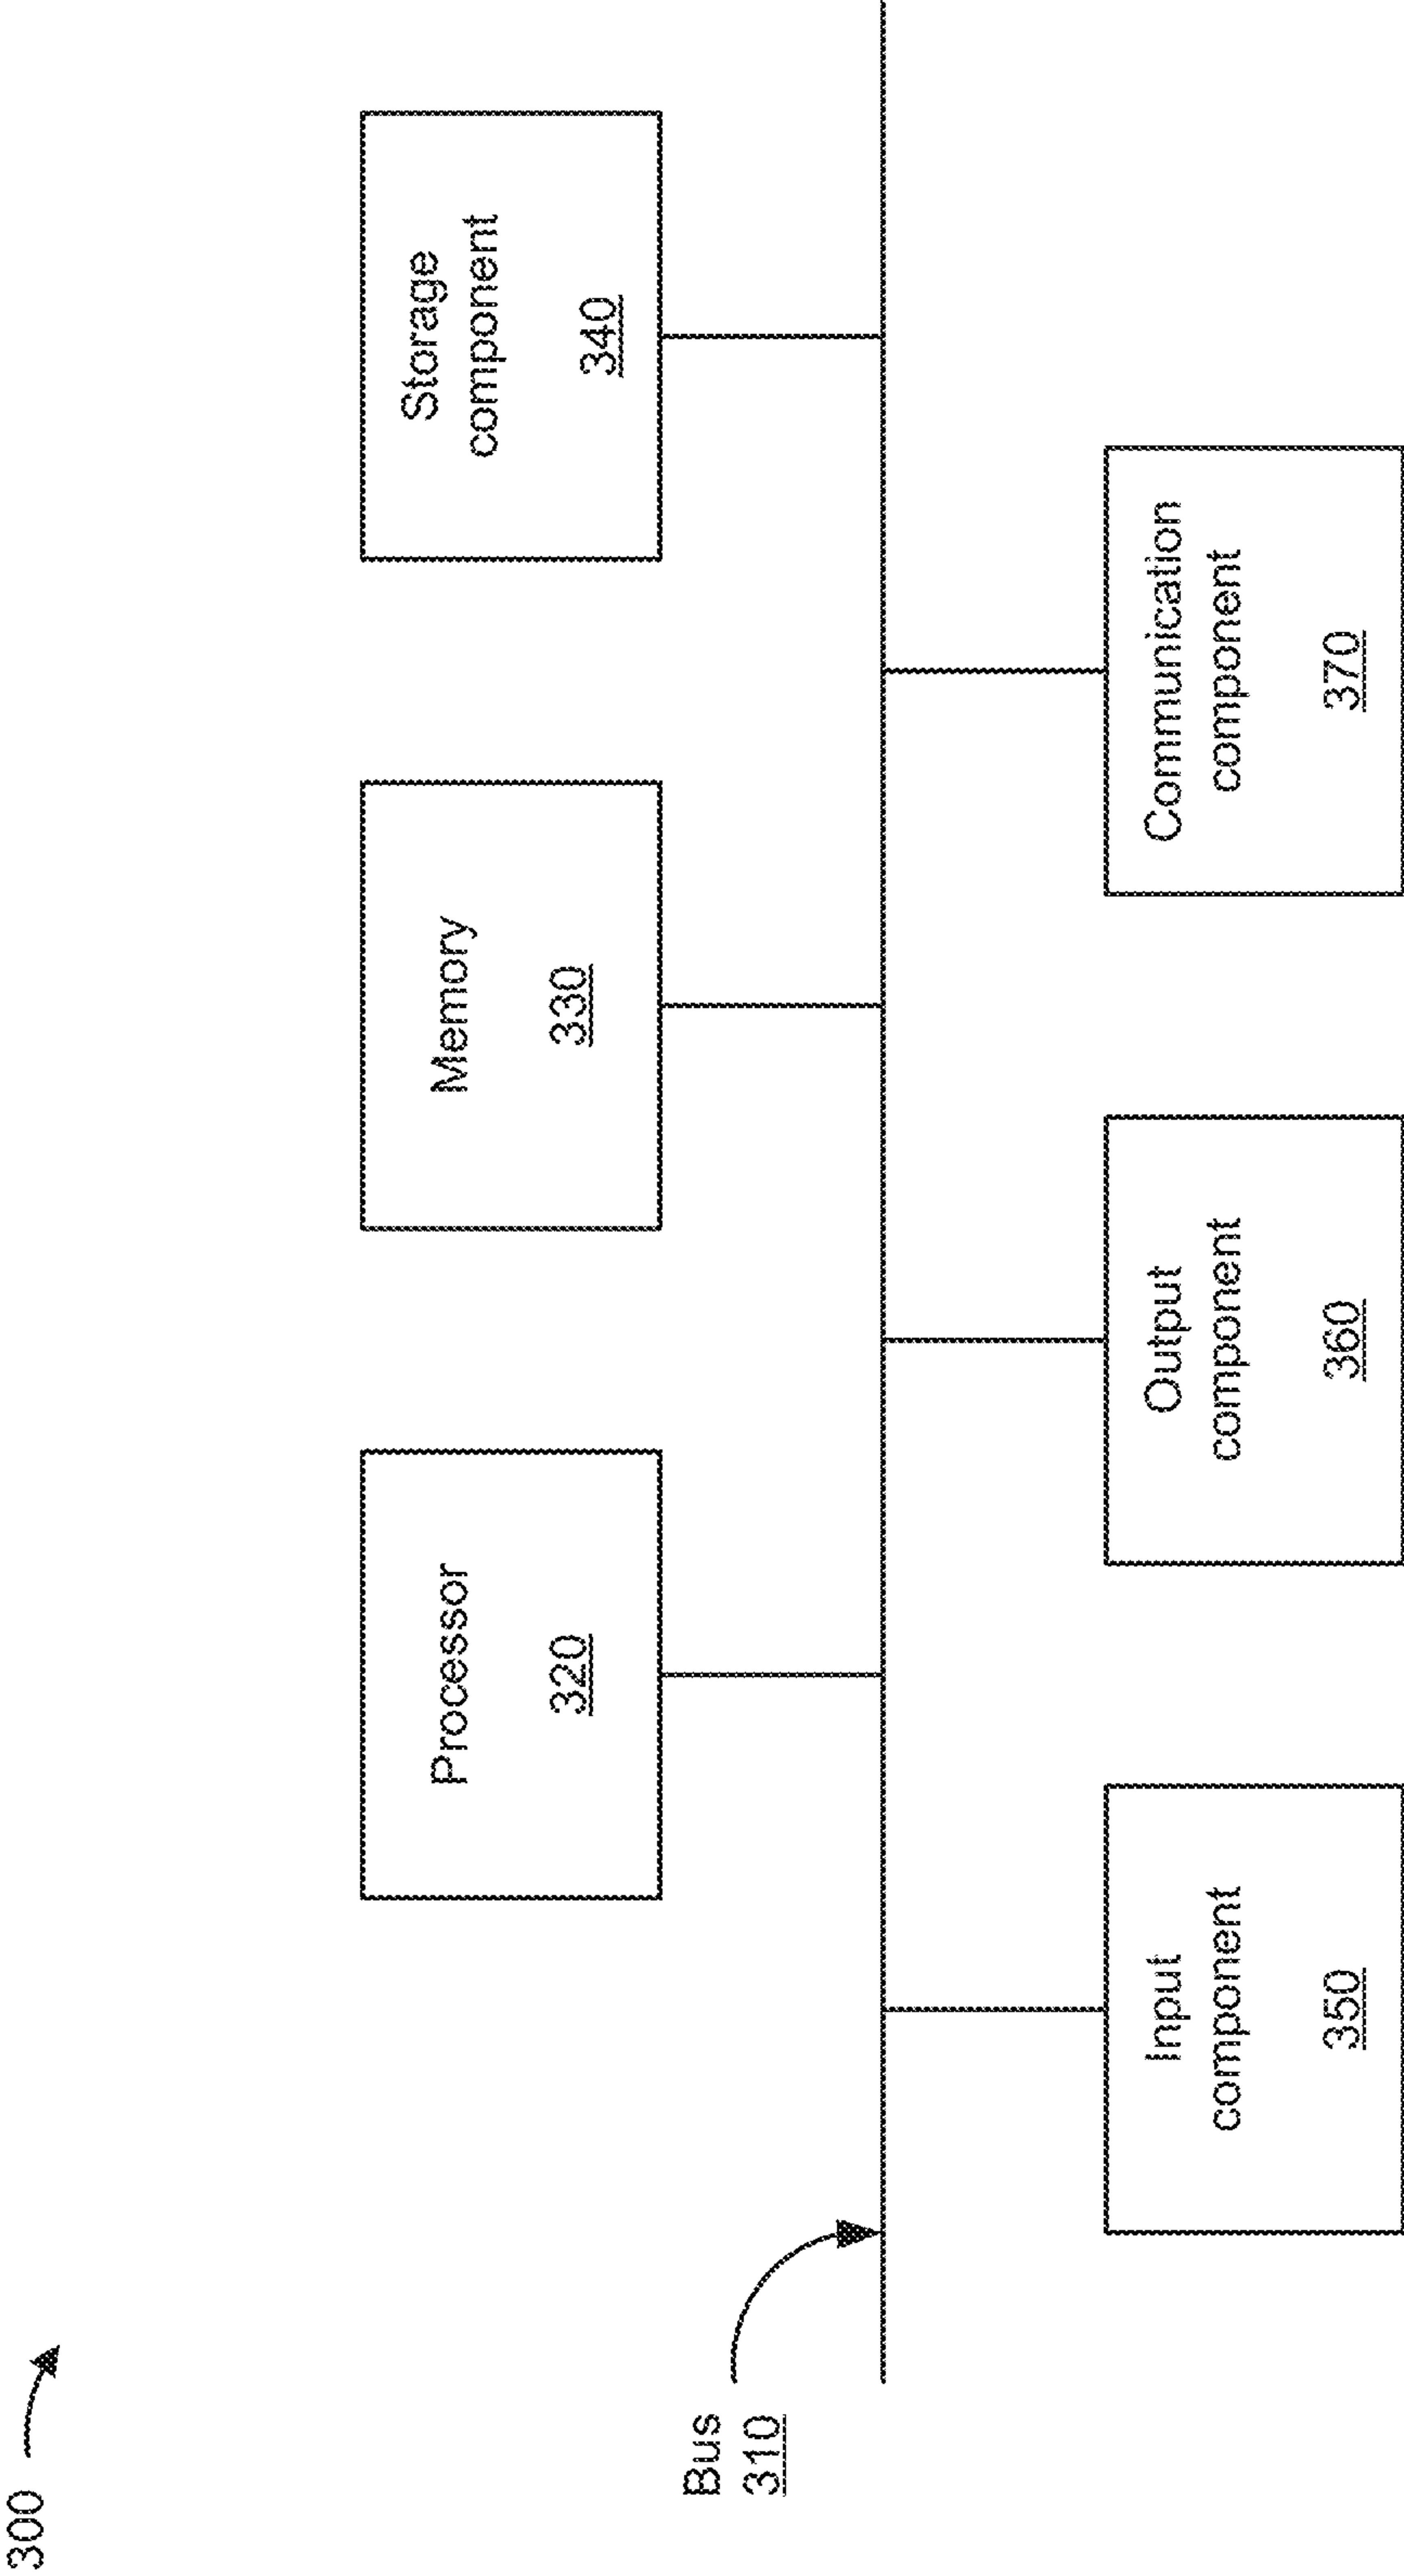 300
Processor
320
Memory
330
Storage
component
340
Bus
310
Input
component
350
Output
component
360
Communication
component
370